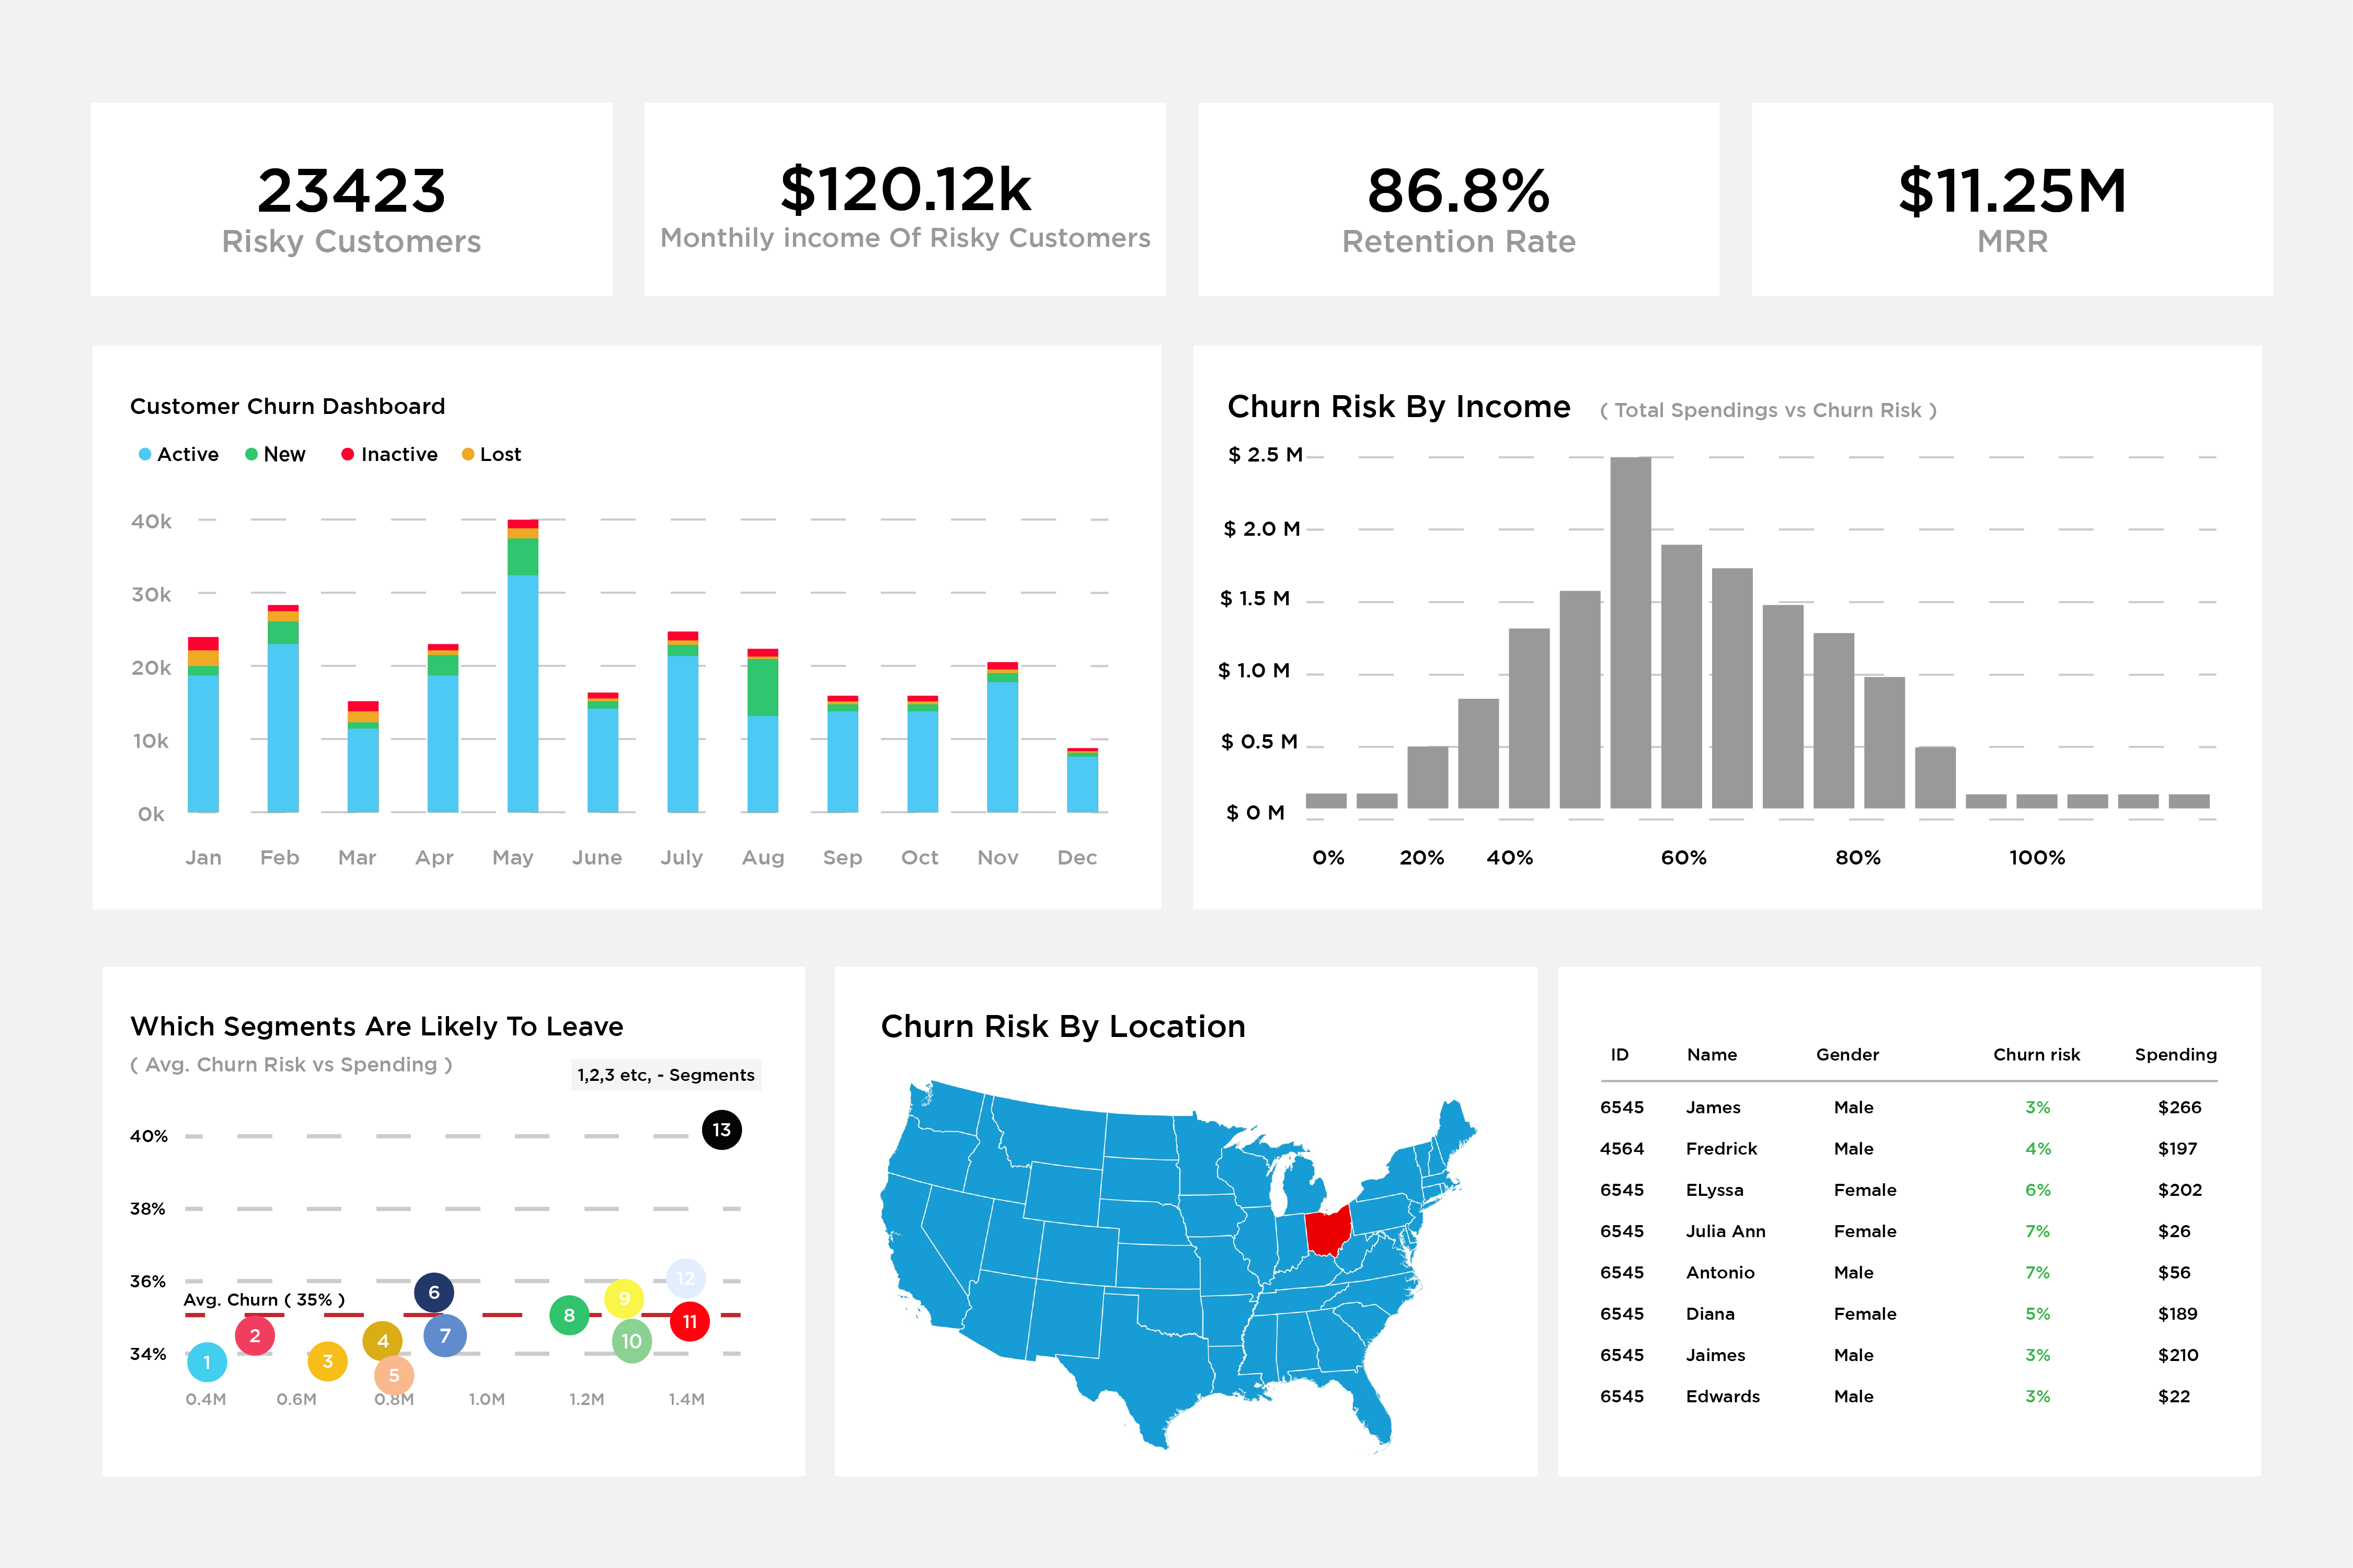 23423
Risky Customers
$120.12k
Monthily income Of Risky Customers
86.8%
Retention Rate
$11.25M
MRR
Customer Churn Dashboard
Active New Inactive Lost
40k
30k
20k
10k
0k
Jan Feb Mar Apr May June July Aug Sep Oct Nov Dec
Churn Risk By Income ( Total Spendings vs Churn Risk )
$ 2.5 M
$ 2.0 M
$ 1.5 M
$ 1.0 M
$ 0.5 M
$ 0 M
0% 20% 40% 60% 80% 100%
Which Segments Are Likely To Leave
( Avg. Churn Risk vs Spending )
1,2,3 etc, - Segments
13
40%
38%
36%
12
6
9
Avg. Churn ( 35% )
8
11
2
7
4
10
34%
1
3
5
0.4M 0.6M 0.8M 1.0M 1.2M 1.4M
Churn Risk By Location
ID Name Gender Churn risk Spending
6545 James Male 3% $266
4564 Fredrick Male 4% $197
6545 ELyssa Female 6% $202
6545 Julia Ann Female 7% $26
6545 Antonio Male 7% $56
6545 Diana Female 5% $189
6545 Jaimes Male 3% $210
6545 Edwards Male 3% $22